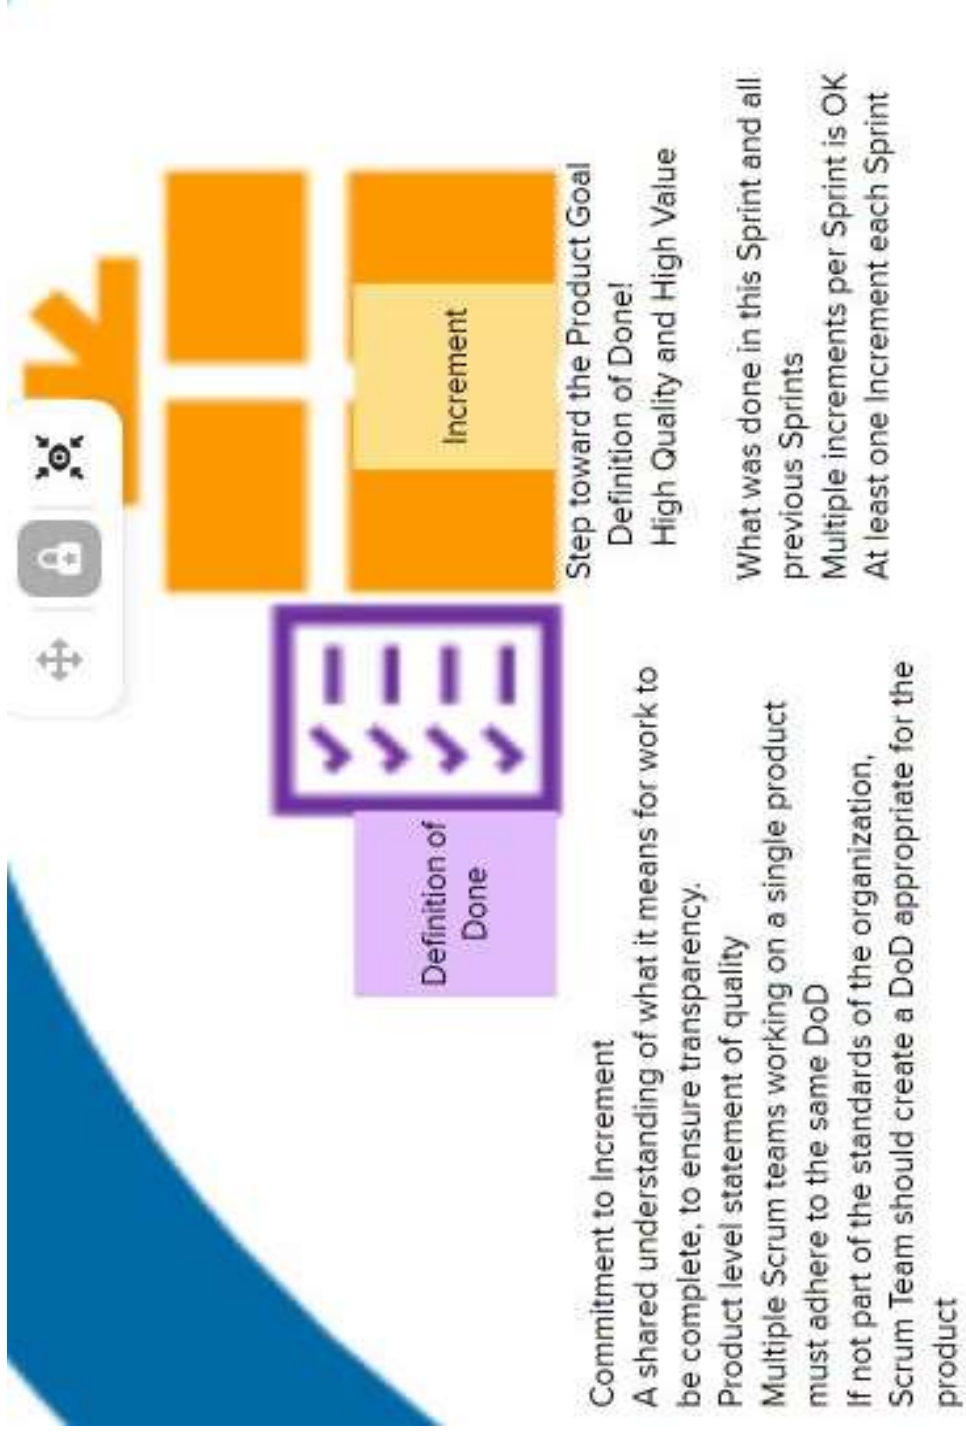 Definition of
Done
Increment
Commitment to Increment
A shared understanding of what it means for work to
be complete, to ensure transparency.
Product level statement of quality
Multiple Scrum teams working on a single product
must adhere to the same DoD
If not part of the standards of the organization,
Scrum Team should create a DoD appropriate for the
product
Step toward the Product Goal
Definition of Done!
High Quality and High Value
What was done in this Sprint and all
previous Sprints
Multiple increments per Sprint is OK
At least one Increment each Sprint